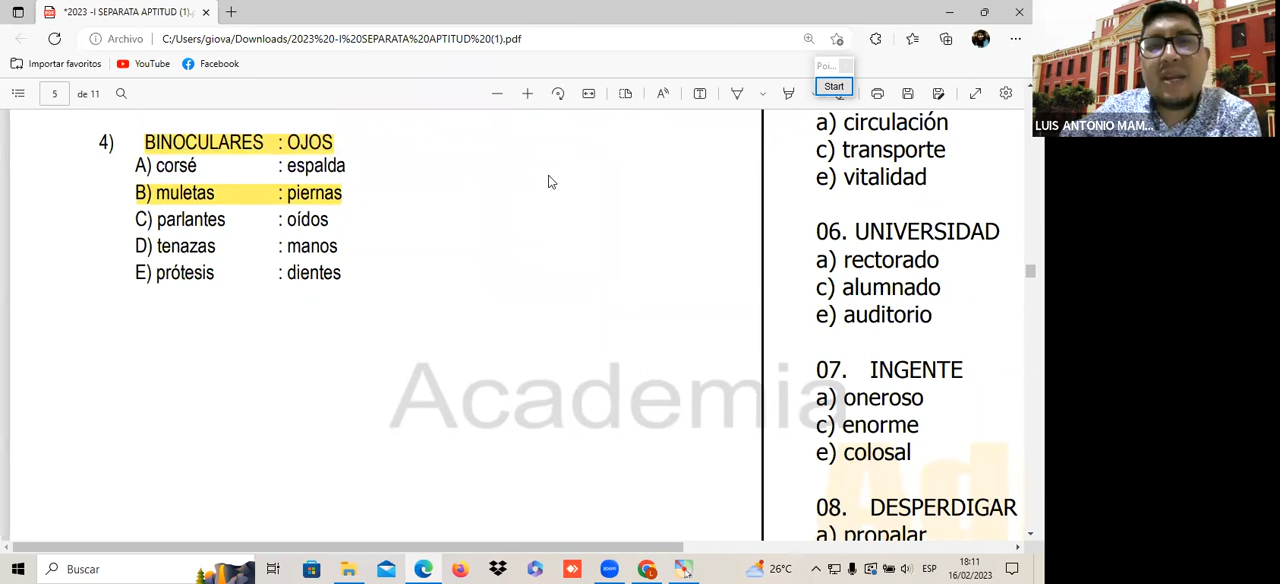 *2023 -I SEPARATA APTITUD (1).p
Archivo C:/Users/giova/Downloads/2023%20-I%20SEPARATA%20APTITUD%20(1).pdf
Importar favoritos YouTube Facebook
Poi...
Start
5 de 11
LUIS ANTONIO MAM...
4) BINOCULARES : OJOS
A) corsé : espalda
B) muletas : piernas
C) parlantes : oídos
D) tenazas : manos
E) prótesis : dientes
Academia
a) circulación
c) transporte
e) vitalidad
06. UNIVERSIDAD
a) rectorado
c) alumnado
e) auditorio
07. INGENTE
a) oneroso
c) enorme
e) colosal
08. DESPERDIGAR
a) propalar
Ad
Buscar
zoom
26°C
ESP
18:11
16/02/2023